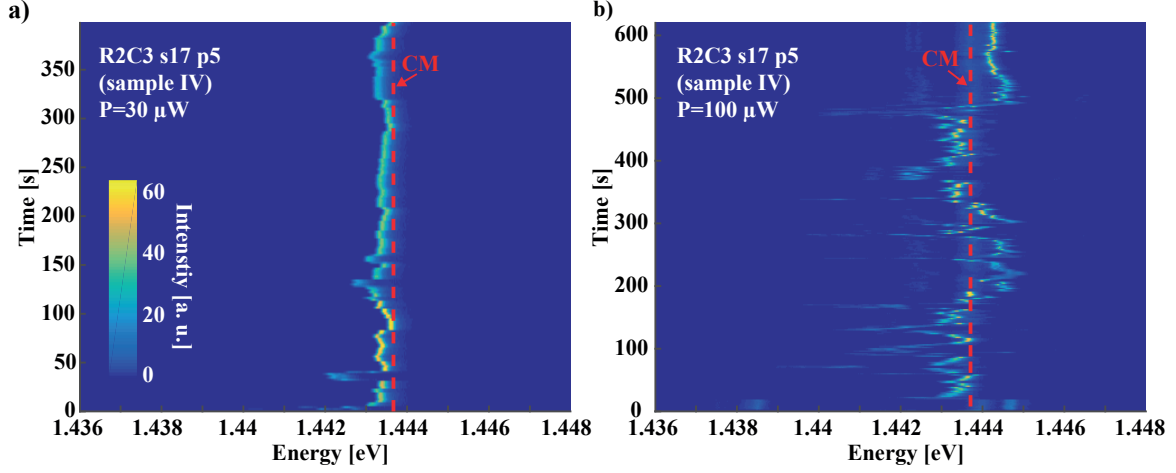 a)
R2C3 s17 p5
(sample IV)
P=30 µW
CM
60
40
20
0
Intenstiy [a. u.]
350
300
250
200
150
100
50
0
Time [s]
1.436 1.438 1.44 1.442 1.444 1.446 1.448
Energy [eV]
b)
R2C3 s17 p5
(sample IV)
P=100 µW
CM
600
500
400
300
200
100
0
Time [s]
1.436 1.438 1.44 1.442 1.444 1.446 1.448
Energy [eV]